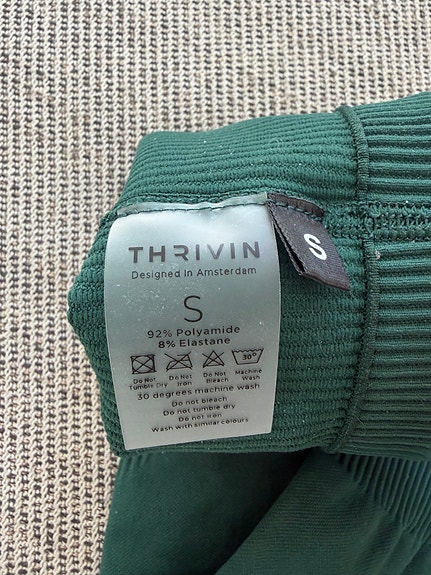 THRIVIN
Designed In Amsterdam
S
92% Polyamide
8% Elastane
30°
Do Not Tumble Dry
Do Not Iron
Do Not Bleach
Machine Wash
30 degrees machine wash
Do not bleach
Do not tumble dry
Do not iron
Wash with similar colours
S